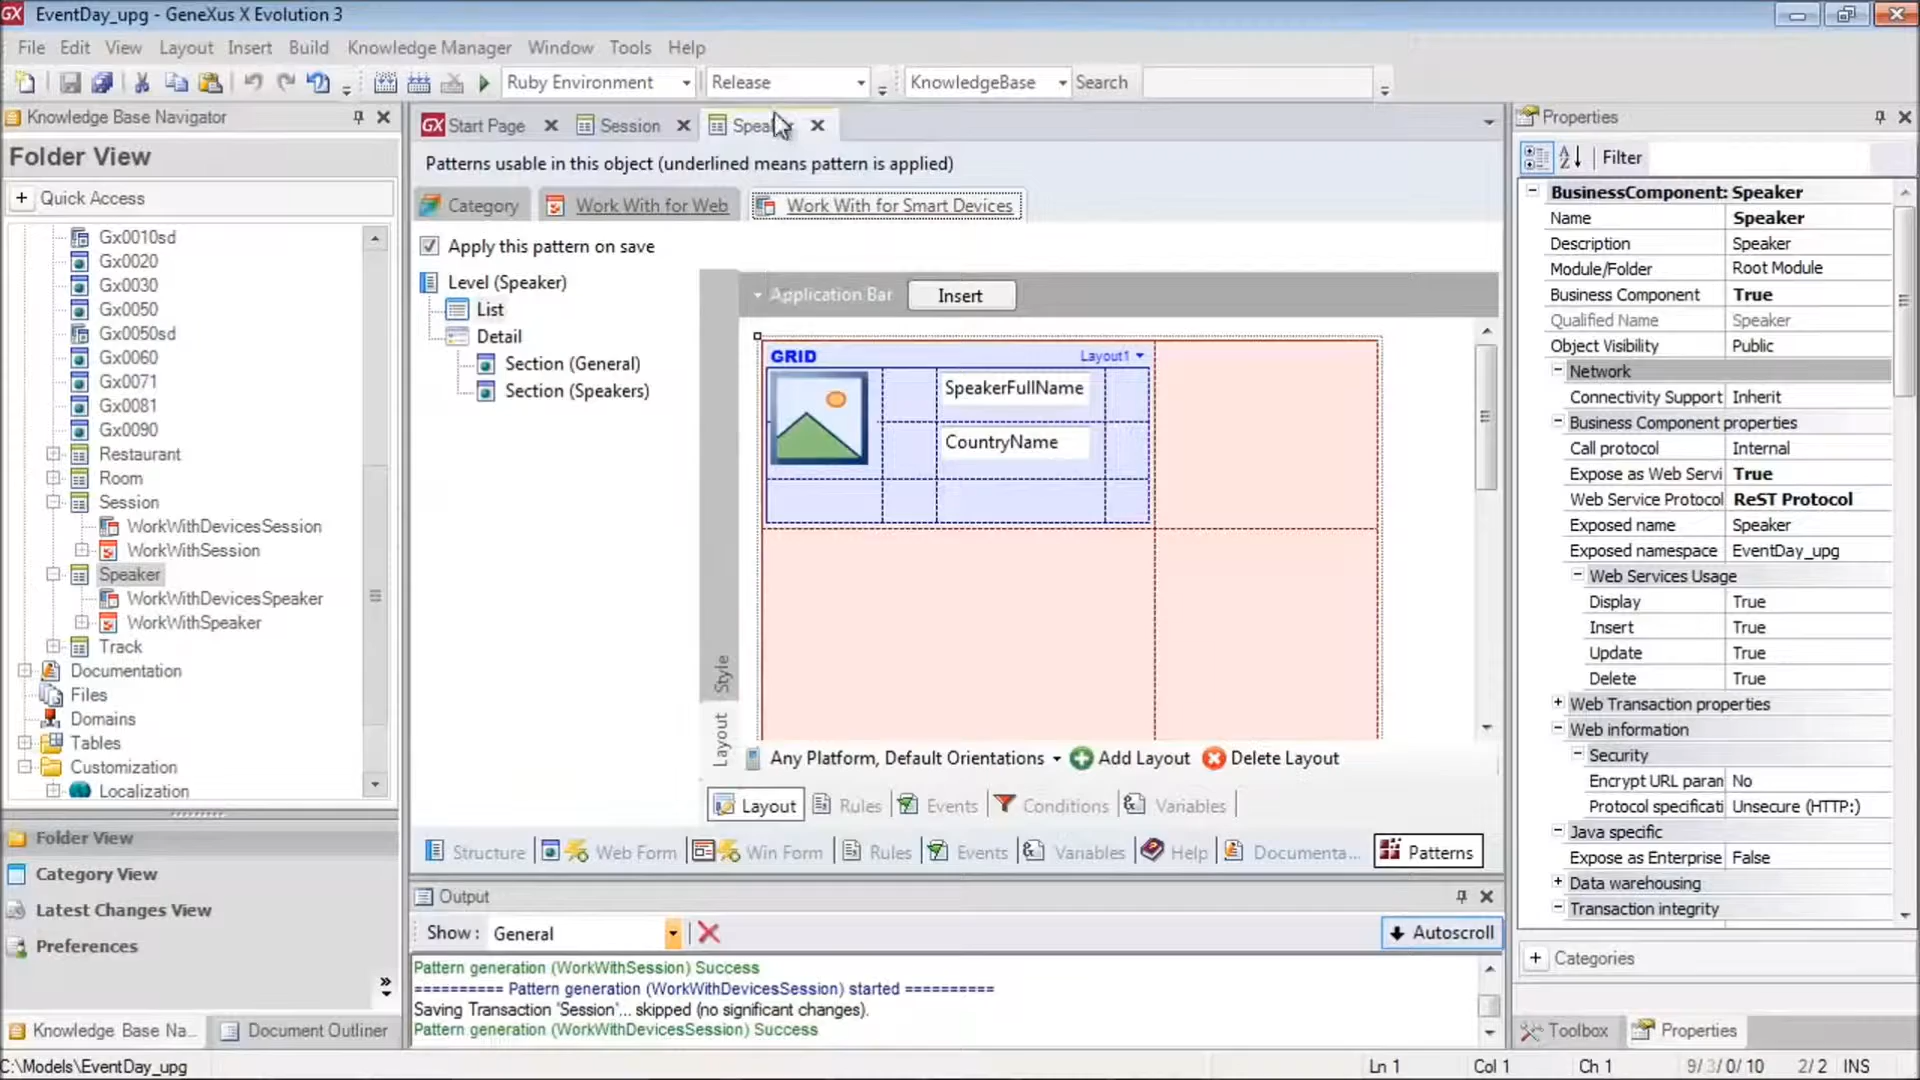 EventDay_upg - GeneXus X Evolution 3
File Edit View Layout Insert Build Knowledge Manager Window Tools Help
Ruby Environment Release KnowledgeBase Search
Knowledge Base Navigator
Folder View
Quick Access
Gx0010sd
Gx0020
Gx0030
Gx0050
Gx0050sd
Gx0060
Gx0071
Gx0081
Gx0090
Restaurant
Room
Session
WorkWithDevicesSession
WorkWithSession
Speaker
WorkWithDevicesSpeaker
WorkWithSpeaker
Track
Documentation
Files
Domains
Tables
Customization
Localization
Folder View
Category View
Latest Changes View
Preferences
Knowledge Base Na... Document Outliner
Start Page Session
Patterns usable in this object (underlined means pattern is applied)
Category Work With for Web Work With for Smart Devices
Apply this pattern on save
Level (Speaker)
List
Detail
Section (General)
Section (Speakers)
Application Bar Insert
GRID Layout1
SpeakerFullName
CountryName
Style
Layout
Any Platform, Default Orientations Add Layout Delete Layout
Layout Rules Events Conditions Variables
Structure Web Form Win Form Rules Events Variables Help Documenta... Patterns
Output
Show: General Autoscroll
Pattern generation (WorkWithSession) Success
========== Pattern generation (WorkWithDevicesSession) started ==========
Saving Transaction 'Session'... skipped (no significant changes).
Pattern generation (WorkWithDevicesSession) Success
Properties
Filter
BusinessComponent: Speaker
Name Speaker
Description Speaker
Module/Folder Root Module
Business Component True
Qualified Name Speaker
Object Visibility Public
Network
Connectivity Support Inherit
Business Component properties
Call protocol Internal
Expose as Web Servi True
Web Service Protocol ReST Protocol
Exposed name Speaker
Exposed namespace EventDay_upg
Web Services Usage
Display True
Insert True
Update True
Delete True
Web Transaction properties
Web information
Security
Encrypt URL paran No
Protocol specificati Unsecure (HTTP:)
Java specific
Expose as Enterprise False
Data warehousing
Transaction integrity
Categories
Toolbox Properties
C:\Models\EventDay_upg Ln 1 Col 1 Ch 1 9/3/0/10 2/2 INS